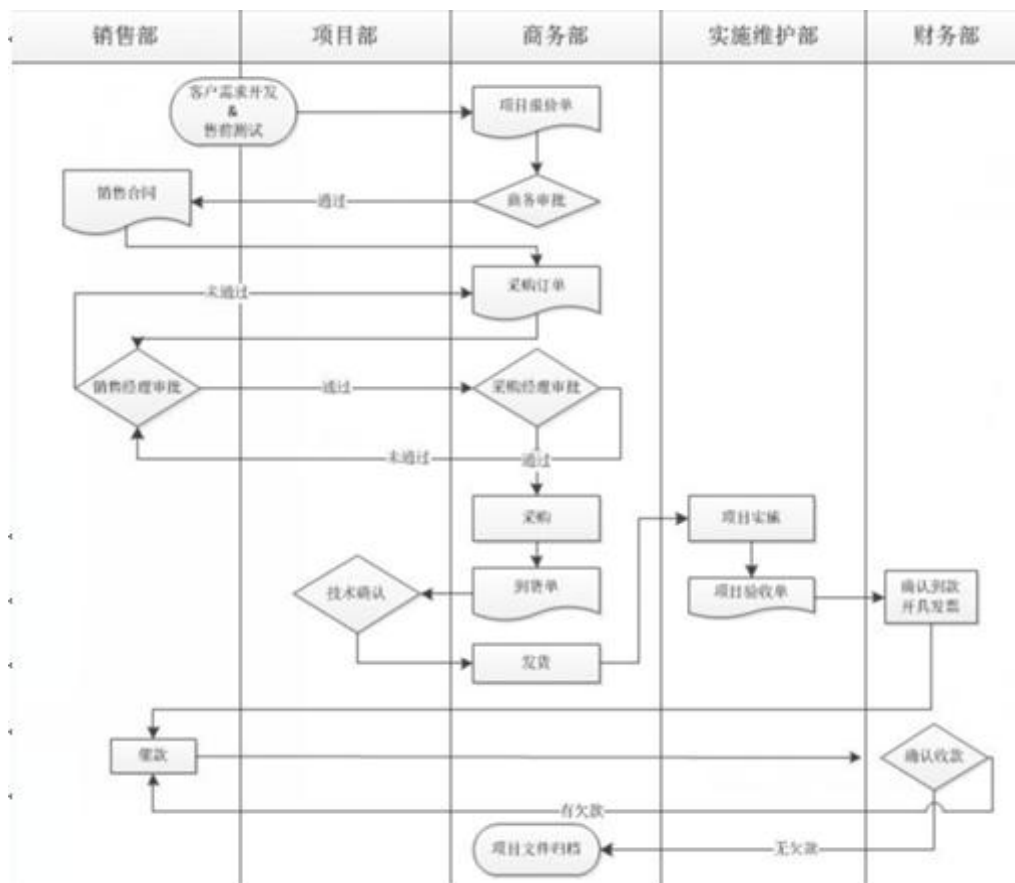 销售部
项目部
商务部
实施维护部
财务部
客户需求开发
&
售前测试
项目报价单
销售合同
通过
商务审批
采购订单
未通过
销售经理审批
通过
采购经理审批
未通过
通过
采购
项目实施
技术确认
到货单
项目验收单
确认到款
开具发票
发货
催款
确认收款
有欠款
项目文件归档
无欠款